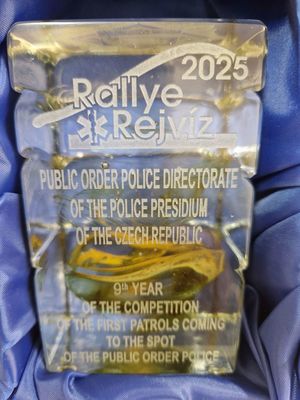 2025
Rallye
Rejvíz
PUBLIC ORDER POLICE DIRECTORATE
OF THE POLICE PRESIDIUM
OF THE CZECH REPUBLIC
9th YEAR
OF THE COMPETITION
OF THE FIRST PATROLS COMING
TO THE SPOT
OF THE PUBLIC ORDER POLICE